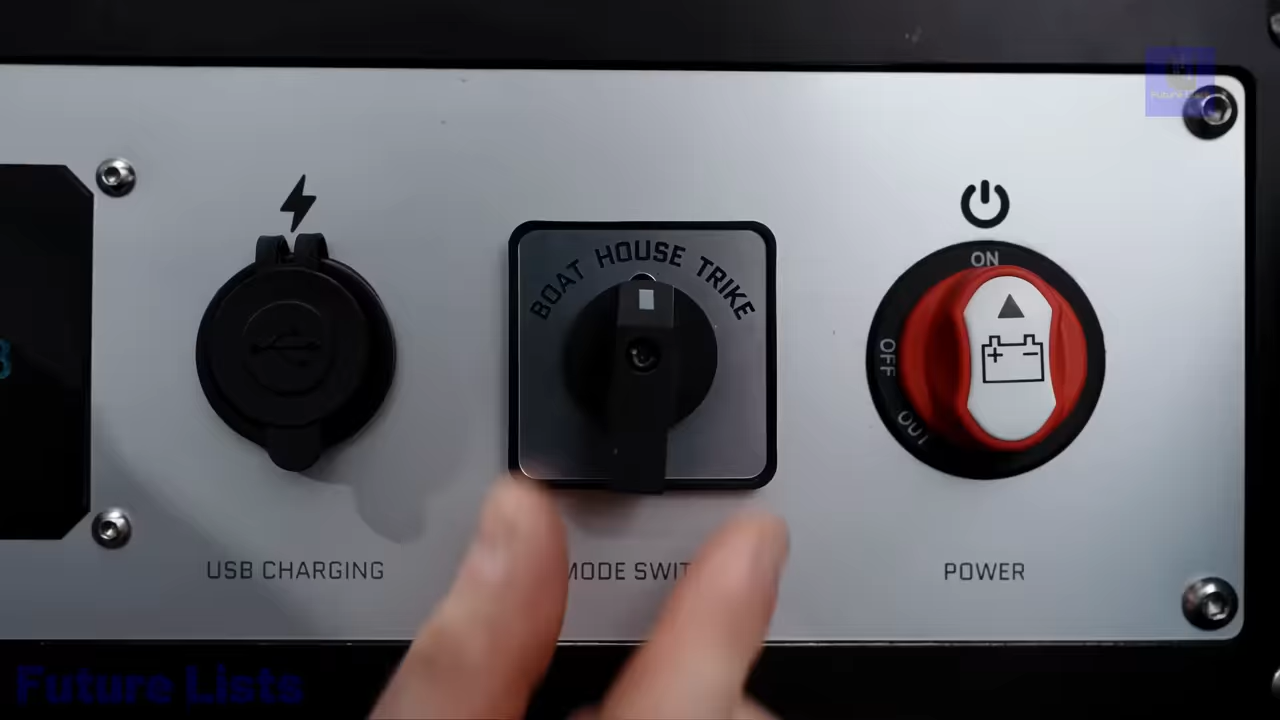 BOAT HOUSE TRIKE
ON
OFF
OUT
USB CHARGING
MODE SWIT
POWER
Future Lists